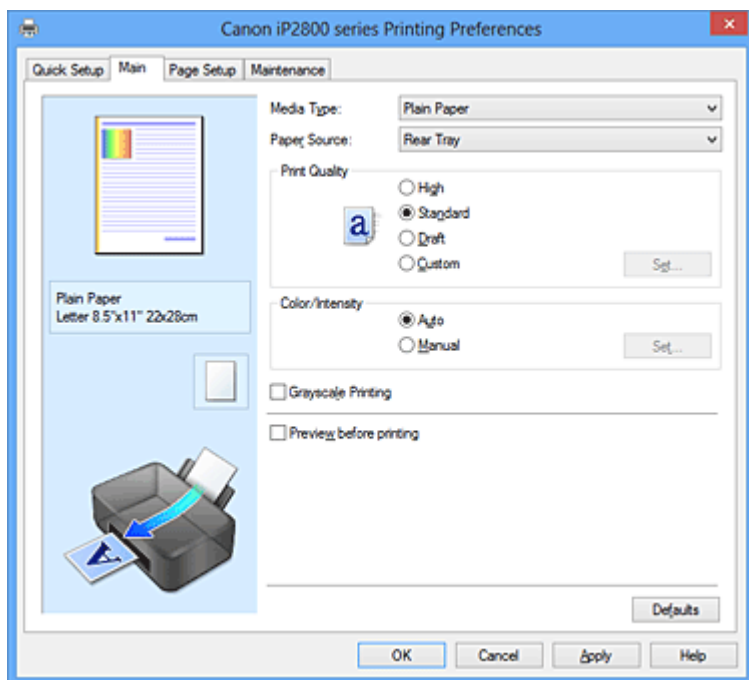 Canon iP2800 series Printing Preferences
Quick Setup Main Page Setup Maintenance
Media Type: Plain Paper
Paper Source: Rear Tray
Print Quality
High
a Standard
Draft
Custom Set...
Plain Paper
Letter 8.5"x11" 22x28cm
Color/Intensity
Auto
Manual Set...
Grayscale Printing
Preview before printing
A
Defaults
OK Cancel Apply Help